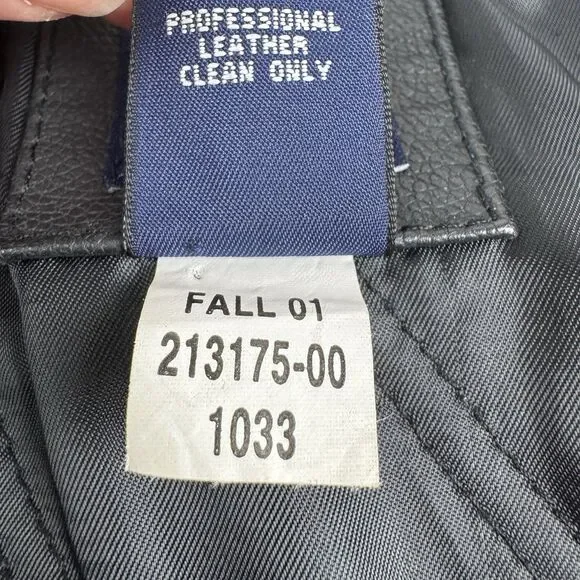 PROFESSIONAL
LEATHER
CLEAN ONLY
FALL 01
213175-00
1033